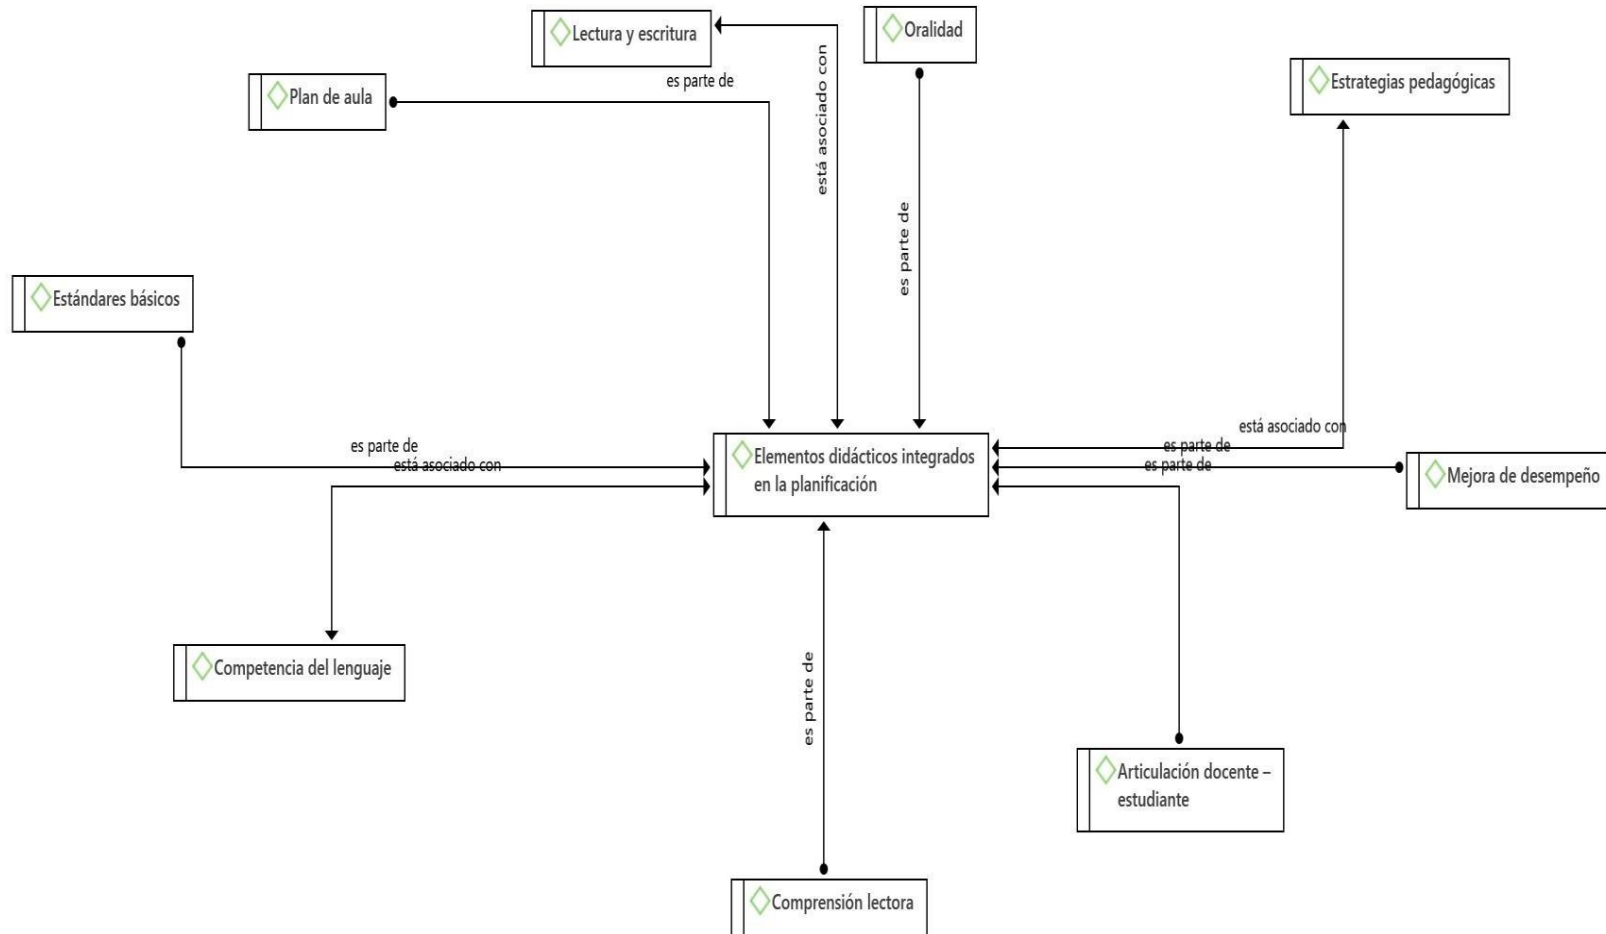 Lectura y escritura
Oralidad
Estrategias pedagógicas
Plan de aula
es parte de
está asociado con
es parte de
Estándares básicos
es parte de
está asociado con
está asociado con
es parte de
es parte de
Elementos didácticos integrados
en la planificación
Mejora de desempeño
Competencia del lenguaje
es parte de
Articulación docente –
estudiante
Comprensión lectora